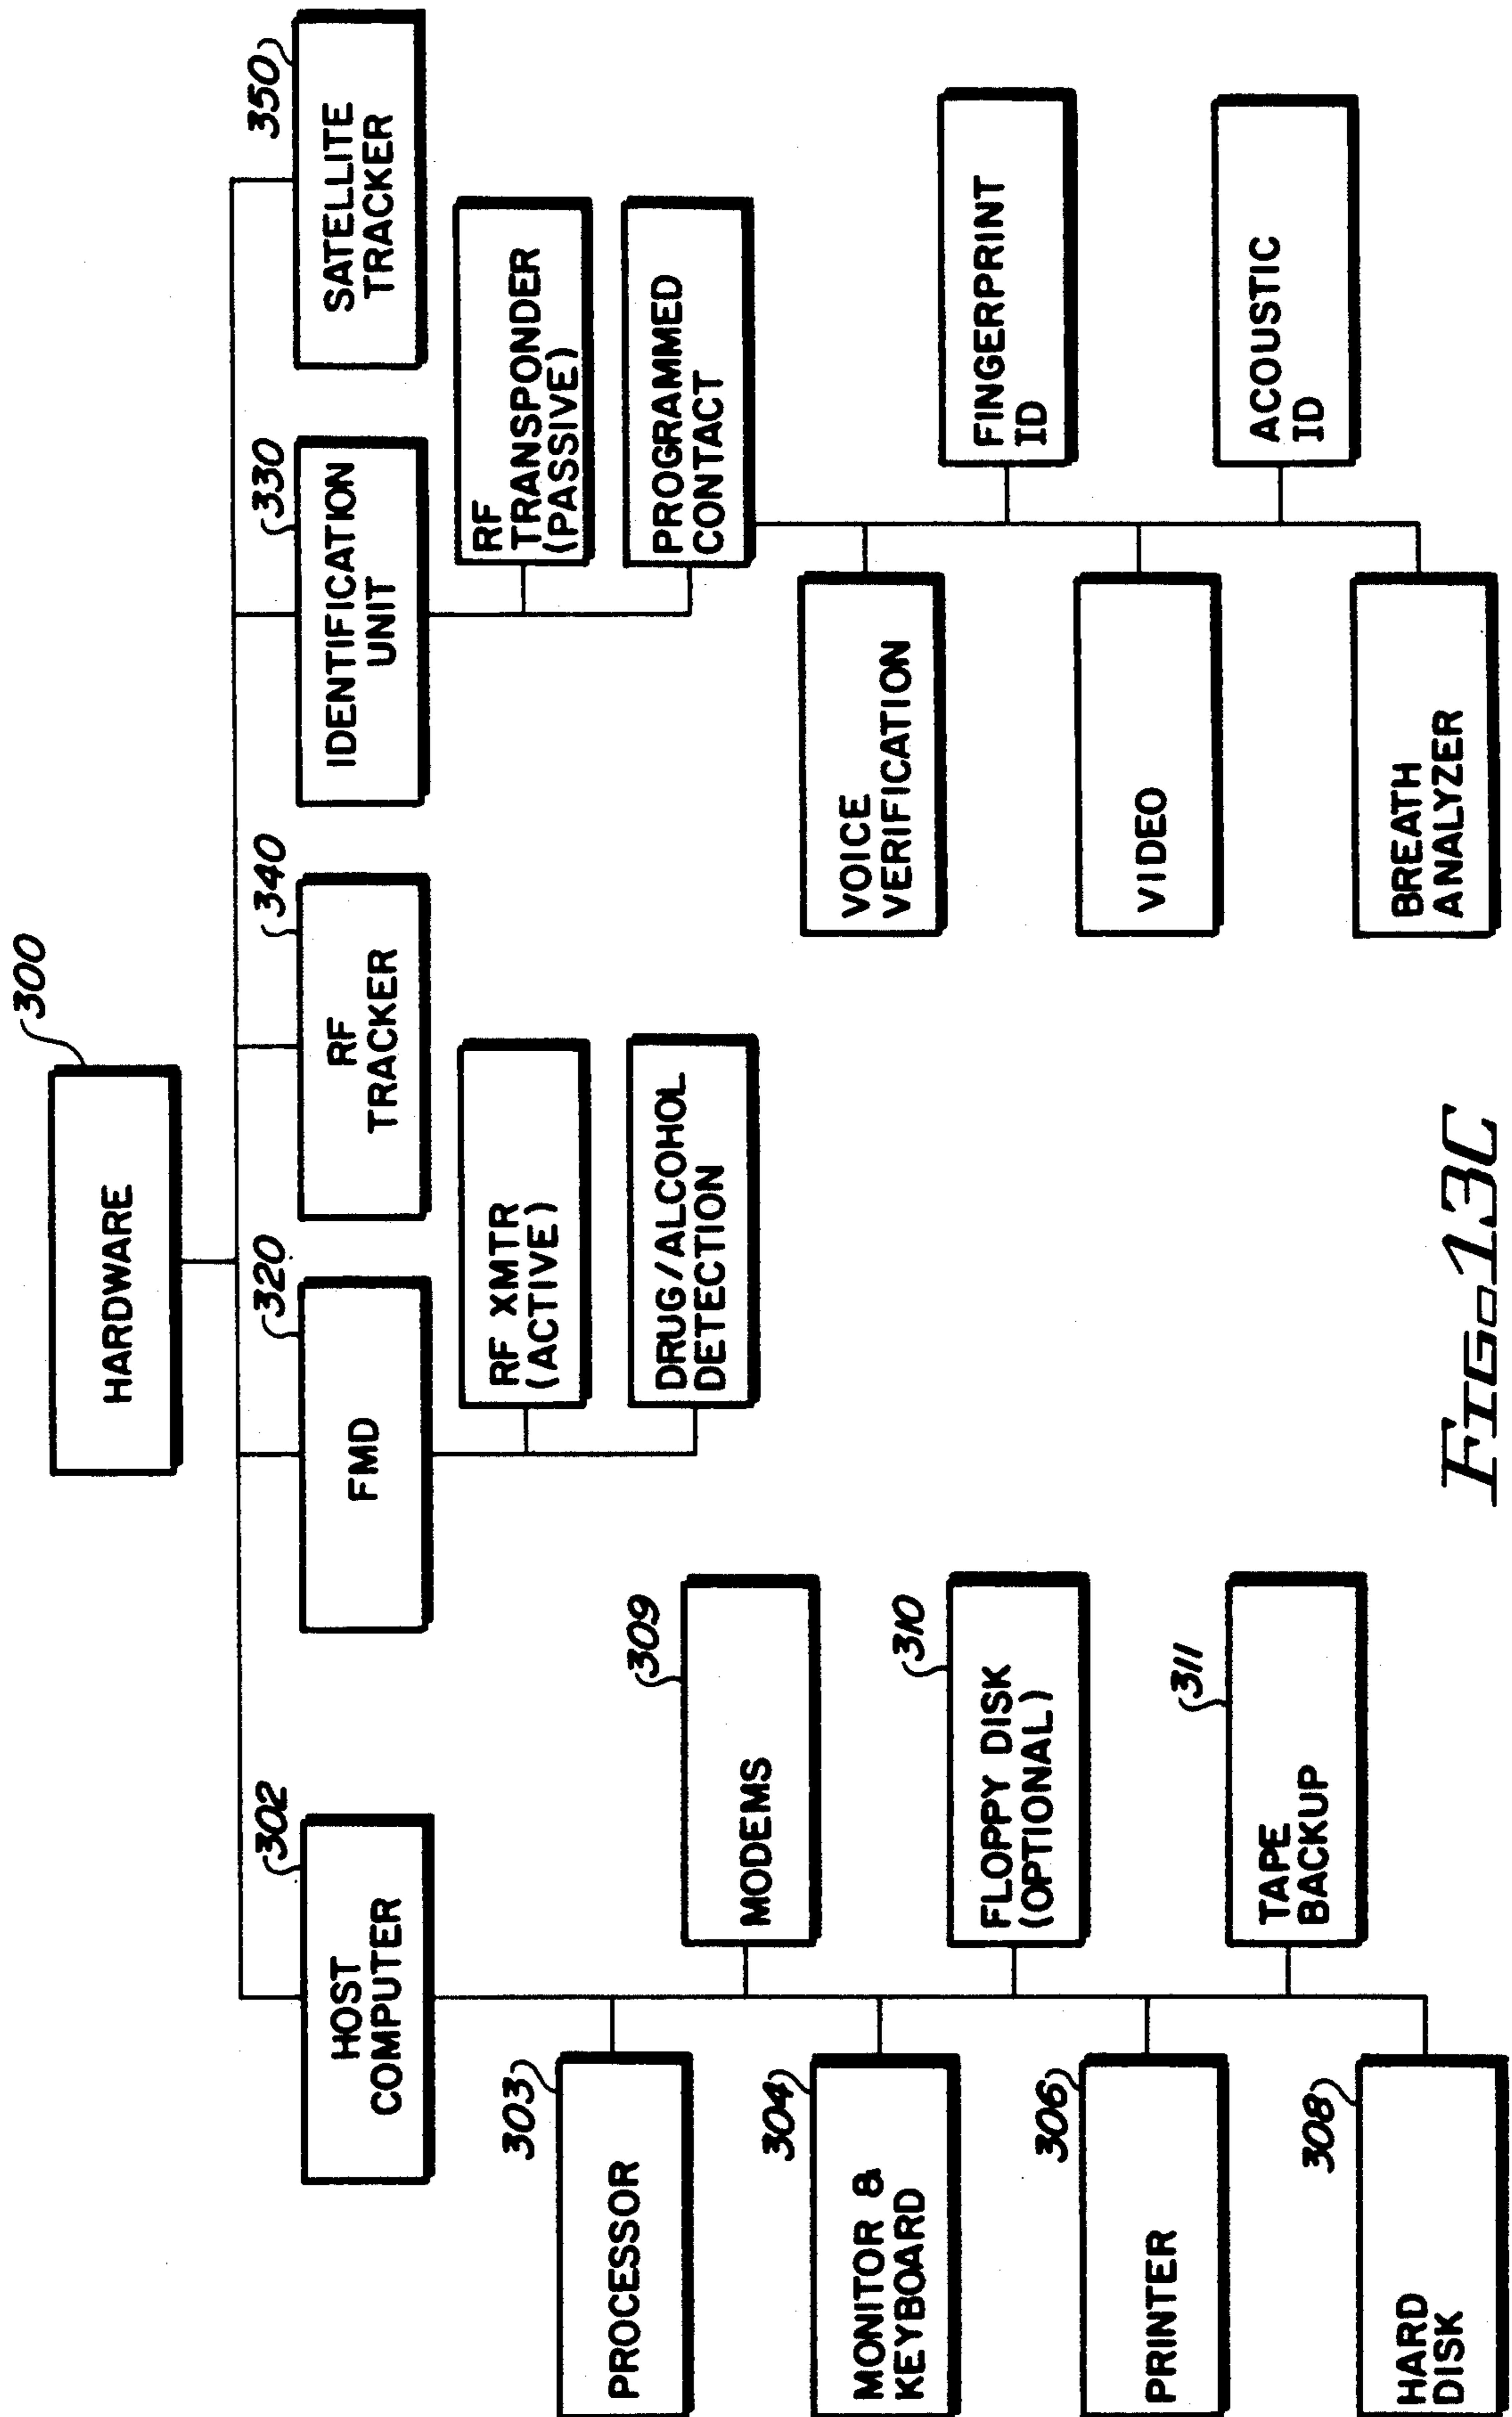 300
HARDWARE
302
HOST
COMPUTER
320
FMD
340
RF
TRACKER
330
IDENTIFICATION
UNIT
350
SATELLITE
TRACKER
RF XMTR
(ACTIVE)
DRUG/ALCOHOL
DETECTION
RF
TRANSPONDER
(PASSIVE)
PROGRAMMED
CONTACT
303
PROCESSOR
309
MODEMS
304
MONITOR &
KEYBOARD
310
FLOPPY DISK
(OPTIONAL)
306
PRINTER
311
TAPE
BACKUP
308
HARD
DISK
VOICE
VERIFICATION
FINGERPRINT
ID
VIDEO
ACOUSTIC
ID
BREATH
ANALYZER
FIG. 13C